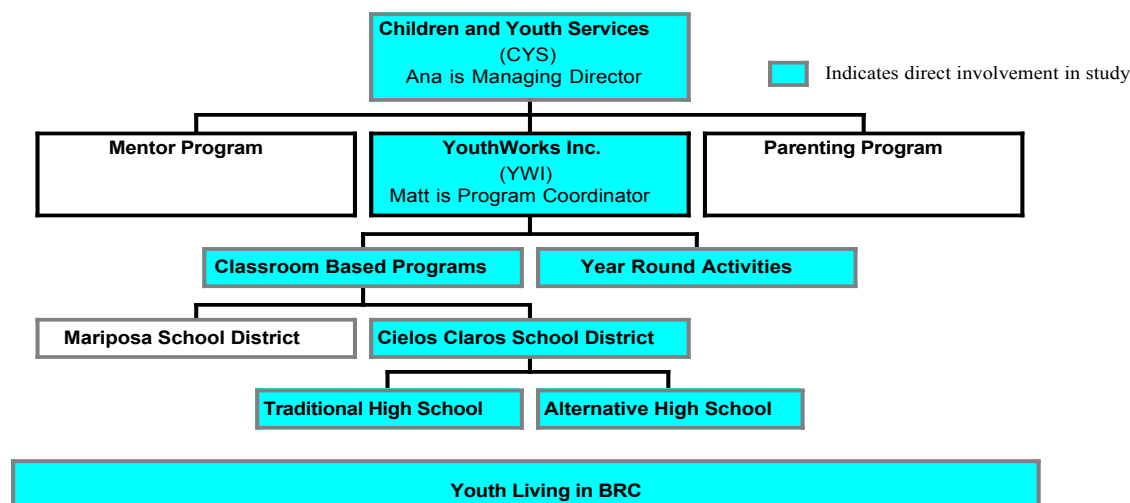 Children and Youth Services
(CYS)
Ana is Managing Director
Indicates direct involvement in study
Mentor Program
YouthWorks Inc.
(YWI)
Matt is Program Coordinator
Parenting Program
Classroom Based Programs
Year Round Activities
Mariposa School District
Cielos Claros School District
Traditional High School
Alternative High School
Youth Living in BRC